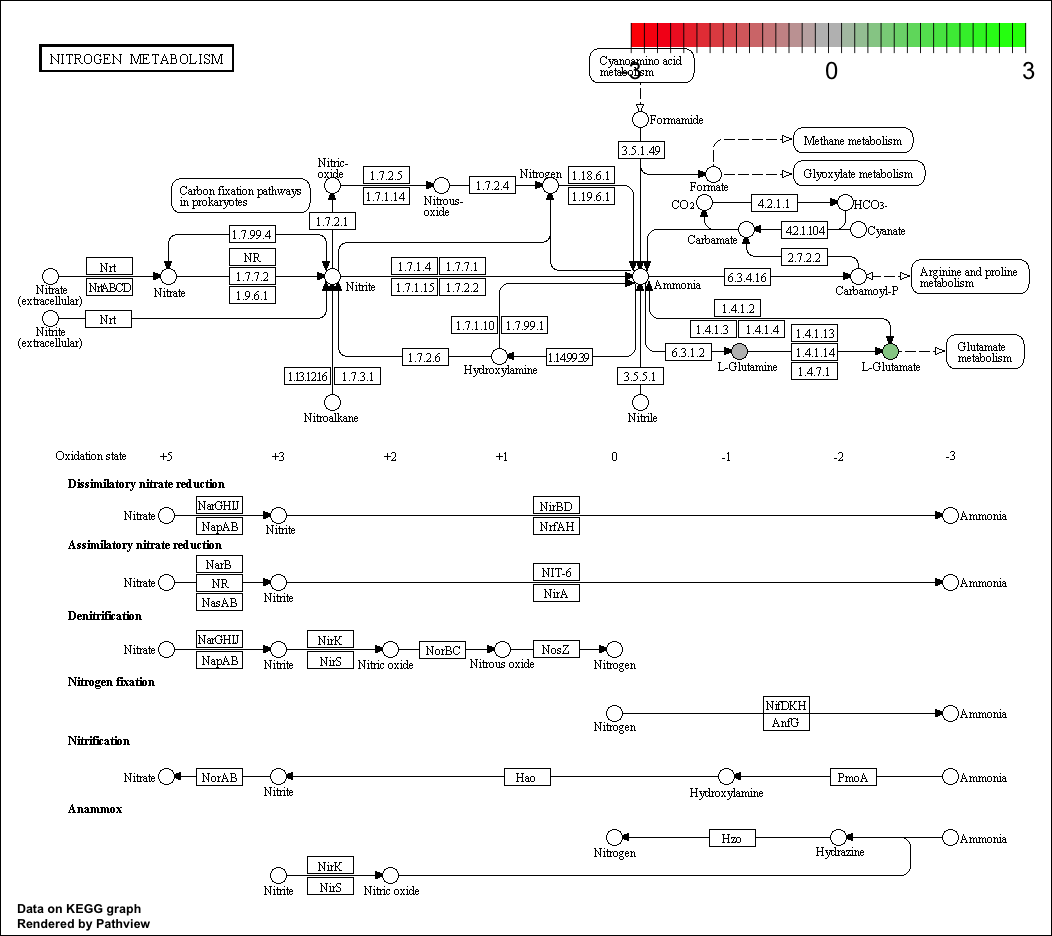 NITROGEN METABOLISM
-3
0
3
Cyanoamino acid
metabolism
Formamide
3.5.1.49
Methane metabolism
Glyoxylate metabolism
Formate
Nitric-
oxide
1.7.2.5
1.7.1.14
Nitrous-
oxide
1.7.2.4
Nitrogen
1.18.6.1
1.19.6.1
Carbon fixation pathways
in prokaryotes
1.7.2.1
CO2
4.2.1.1
HCO3-
Carbamate
4.2.1.104
Cyanate
2.7.2.2
1.7.99.4
NR
1.7.7.2
1.9.6.1
Nrt
NrtABCD
Nitrate
(extracellular)
Nitrate
Nitrite
1.7.1.4
1.7.7.1
1.7.1.15
1.7.2.2
Ammonia
6.3.4.16
Carbamoyl-P
Arginine and proline
metabolism
Nrt
Nitrite
(extracellular)
1.7.1.10
1.7.99.1
1.7.2.6
Hydroxylamine
1.14.99.39
1.4.1.2
1.4.1.3
1.4.1.4
1.4.1.13
6.3.1.2
L-Glutamine
1.4.1.14
1.4.7.1
L-Glutamate
Glutamate
metabolism
1.13.12.16
1.7.3.1
Nitroalkane
3.5.5.1
Nitrile
Oxidation state +5 +3 +2 +1 0 -1 -2 -3
Dissimilatory nitrate reduction
Nitrate
NarGHIJ
NapAB
Nitrite
NirBD
NrfAH
Ammonia
Assimilatory nitrate reduction
Nitrate
NarB
NR
NasAB
Nitrite
NIT-6
NirA
Ammonia
Denitrification
Nitrate
NarGHIJ
NapAB
Nitrite
NirK
NirS
Nitric oxide
NorBC
Nitrous oxide
NosZ
Nitrogen
Nitrogen fixation
Nitrogen
NifDKH
AnfG
Ammonia
Nitrification
Nitrate
NorAB
Nitrite
Hao
Hydroxylamine
PmoA
Ammonia
Anammox
Nitrogen
Hzo
Hydrazine
Ammonia
Nitrite
NirK
NirS
Nitric oxide
Data on KEGG graph
Rendered by Pathview